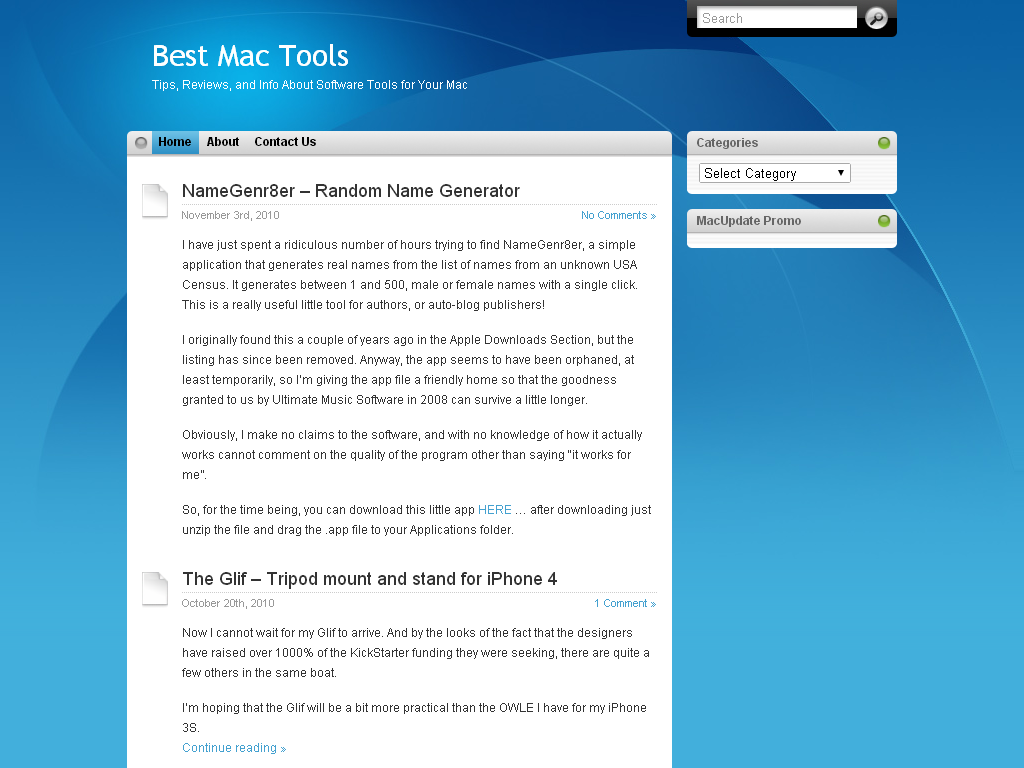 Search
Best Mac Tools
Tips, Reviews, and Info About Software Tools for Your Mac
Home About Contact Us
NameGenr8er – Random Name Generator
November 3rd, 2010 No Comments »
I have just spent a ridiculous number of hours trying to find NameGenr8er, a simple
application that generates real names from the list of names from an unknown USA
Census. It generates between 1 and 500, male or female names with a single click.
This is a really useful little tool for authors, or auto-blog publishers!
I originally found this a couple of years ago in the Apple Downloads Section, but the
listing has since been removed. Anyway, the app seems to have been orphaned, at
least temporarily, so I'm giving the app file a friendly home so that the goodness
granted to us by Ultimate Music Software in 2008 can survive a little longer.
Obviously, I make no claims to the software, and with no knowledge of how it actually
works cannot comment on the quality of the program other than saying "it works for
me".
So, for the time being, you can download this little app HERE … after downloading just
unzip the file and drag the .app file to your Applications folder.
The Glif – Tripod mount and stand for iPhone 4
October 20th, 2010 1 Comment »
Now I cannot wait for my Glif to arrive. And by the looks of the fact that the designers
have raised over 1000% of the KickStarter funding they were seeking, there are quite a
few others in the same boat.
I'm hoping that the Glif will be a bit more practical than the OWLE I have for my iPhone
3S.
Continue reading »
Categories
Select Category
MacUpdate Promo